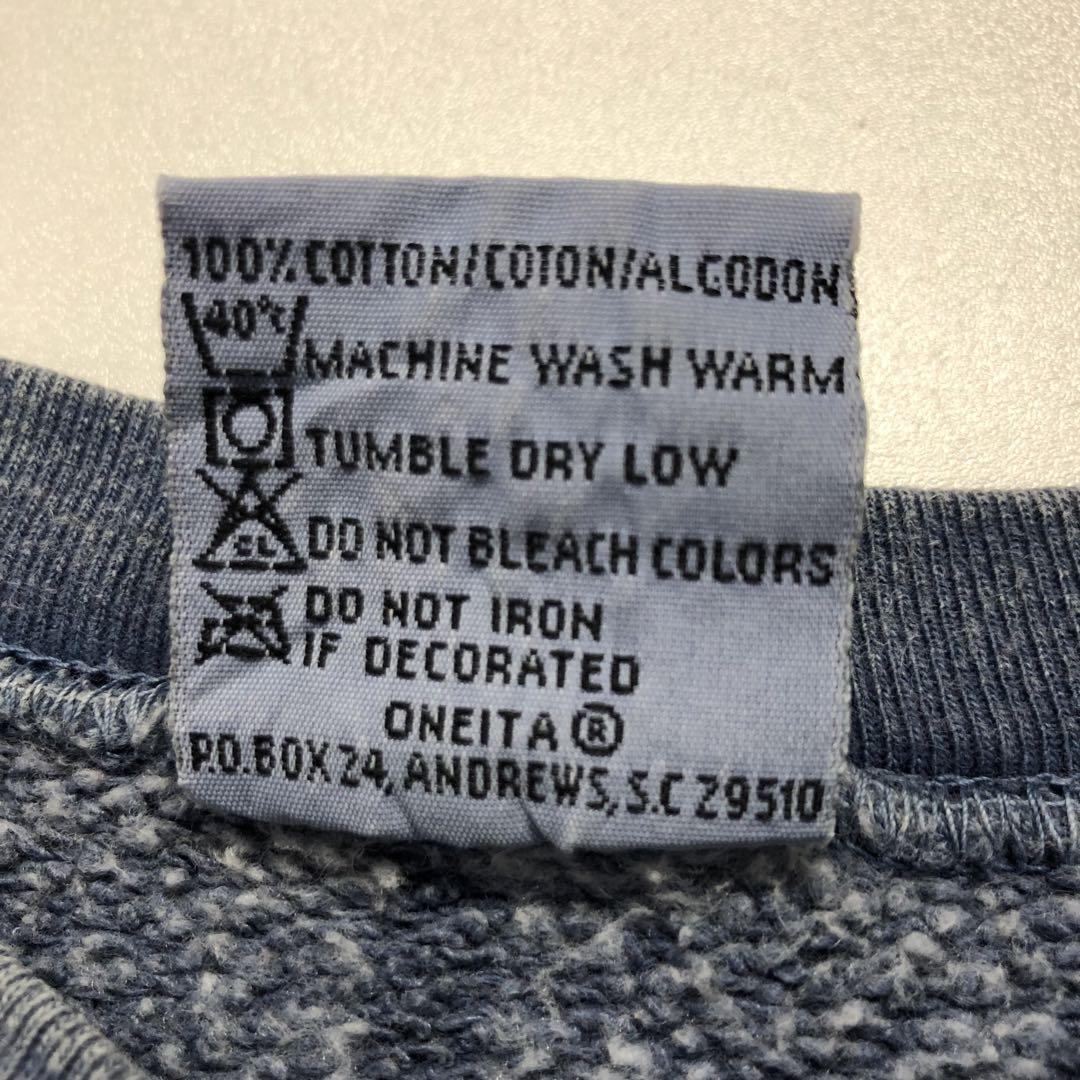 100% COTTON/COTON/ALGODON
40°C
MACHINE WASH WARM
TUMBLE DRY LOW
CL
DO NOT BLEACH COLORS
DO NOT IRON
IF DECORATED
ONEITA ®
P.O.BOX 24, ANDREWS, S.C 29510